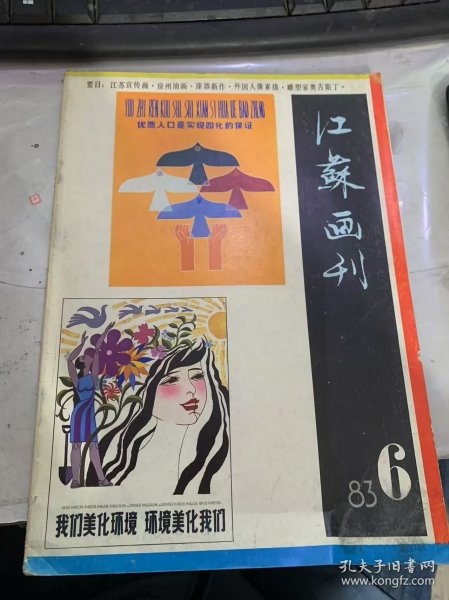 要目：江苏宣传画·徐州油画·漆器新作·外国人像素描·雕塑家奥古斯丁·
YOU ZHI REN KOU SHI SHI XIAN SI HUA DE BAO ZHENG
优质人口是实现四化的保证
江蘇画刊
我们美化环境 环境美化我们
83 6
孔夫子旧书网
www.kongfz.com